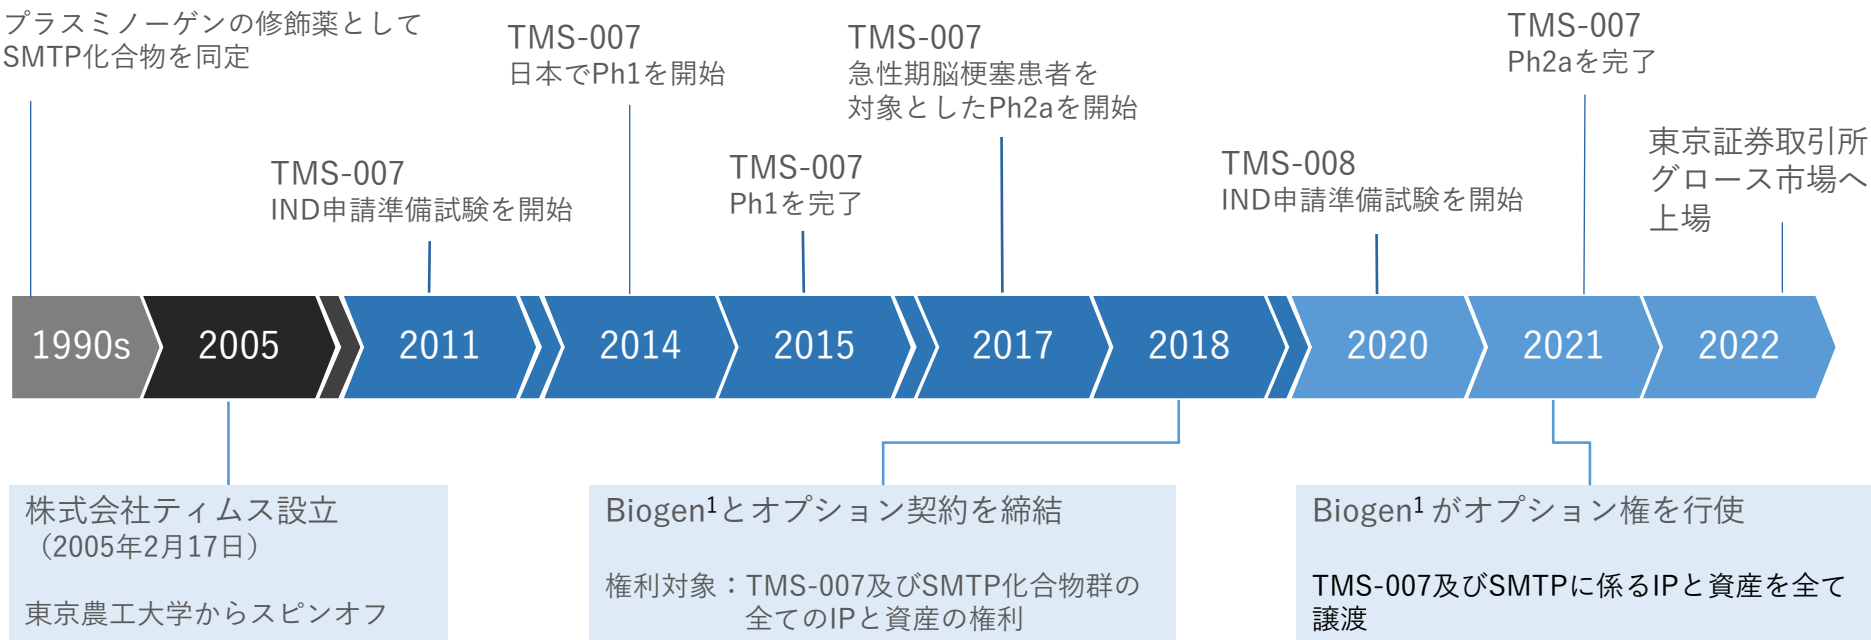 プラスミノーゲンの修飾薬として
SMTP化合物を同定
TMS-007
IND申請準備試験を開始
TMS-007
日本でPh1を開始
TMS-007
Ph1を完了
TMS-007
急性期脳梗塞患者を
対象としたPh2aを開始
TMS-008
IND申請準備試験を開始
TMS-007
Ph2aを完了
東京証券取引所
グロース市場へ
上場
1990s
2005
2011
2014
2015
2017
2018
2020
2021
2022
株式会社ティムス設立
（2005年2月17日）
東京農工大学からスピンオフ
Biogen¹とオプション契約を締結
権利対象：TMS-007及びSMTP化合物群の
全てのIPと資産の権利
Biogen¹ がオプション権を行使
TMS-007及びSMTPに係るIPと資産を全て
譲渡